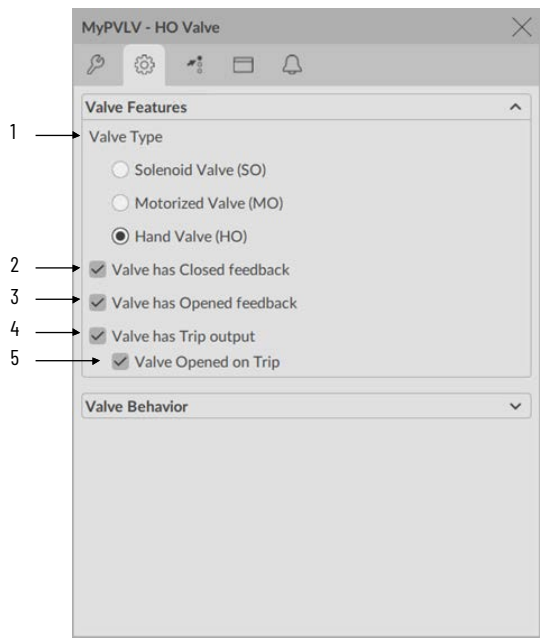 MyPVLV - HO Valve
Valve Features
1
Valve Type
Solenoid Valve (SO)
Motorized Valve (MO)
Hand Valve (HO)
2
Valve has Closed feedback
3
Valve has Opened feedback
4
Valve has Trip output
5
Valve Opened on Trip
Valve Behavior